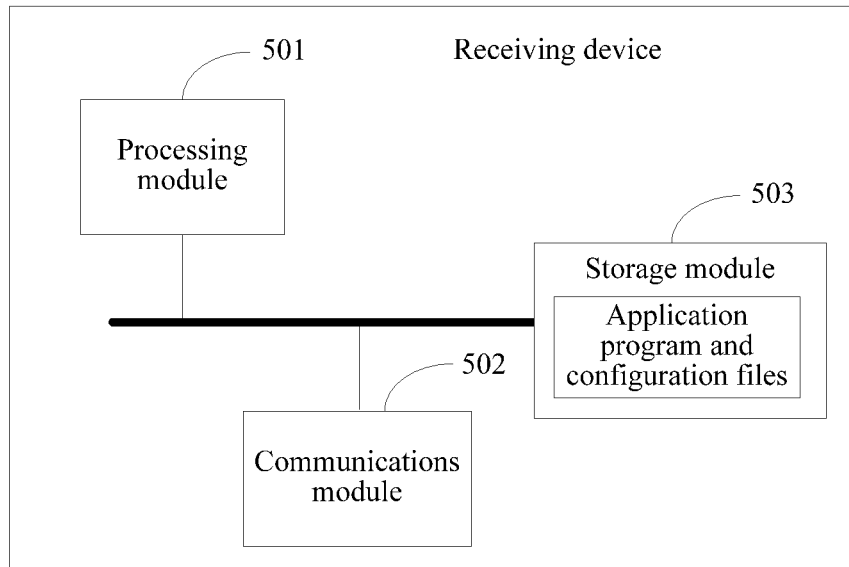 501
Receiving device
Processing
module
503
Storage module
Application
program and
configuration files
502
Communications
module